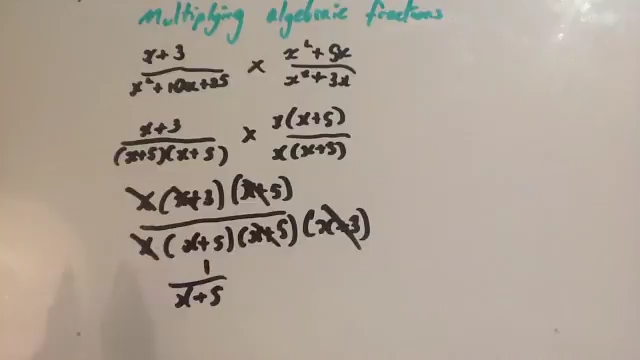 Multiplying algebraic fractions
x+3 / x²+10x+25 × x²+5x / x²+3x
x+3 / (x+5)(x+5) × x(x+5) / x(x+5)
x(x+3)(x+5) / x(x+5)(x+5)(x+3)
1 / x+5